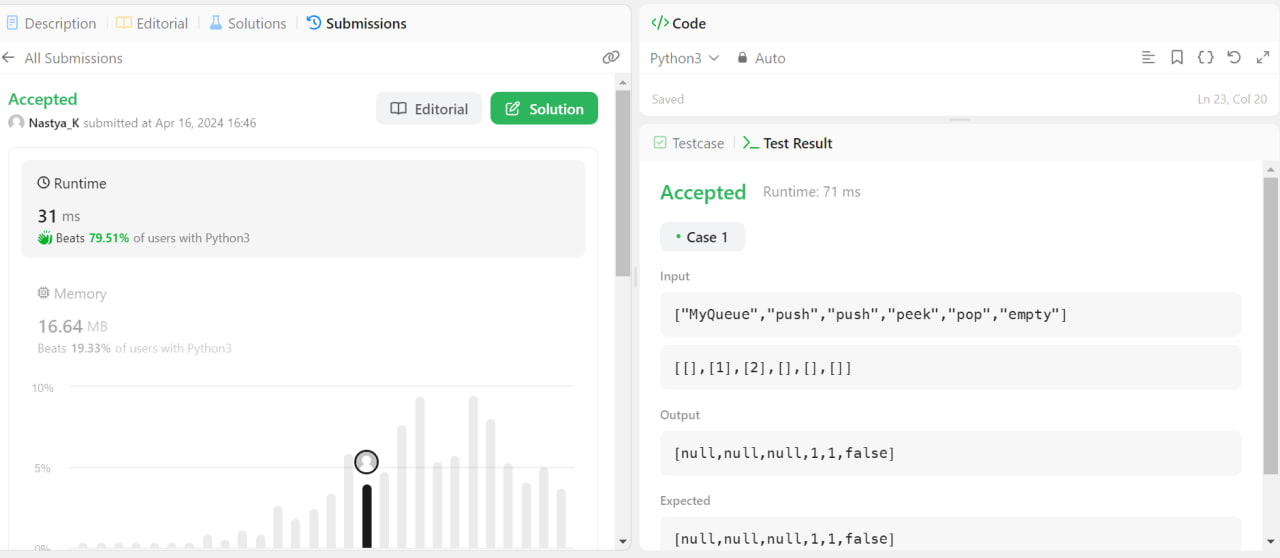 Description
Editorial
Solutions
Submissions
All Submissions
Accepted
Nastya_K submitted at Apr 16, 2024 16:46
Editorial
Solution
Runtime
31 ms
Beats 79.51% of users with Python3
Memory
16.64 MB
Beats 19.33% of users with Python3
10%
5%
0%
Code
Python3
Auto
Saved
Ln 23, Col 20
Testcase
Test Result
Accepted
Runtime: 71 ms
Case 1
Input
["MyQueue","push","push","peek","pop","empty"]
[[],[1],[2],[],[],[]]
Output
[null,null,null,1,1,false]
Expected
[null,null,null,1,1,false]